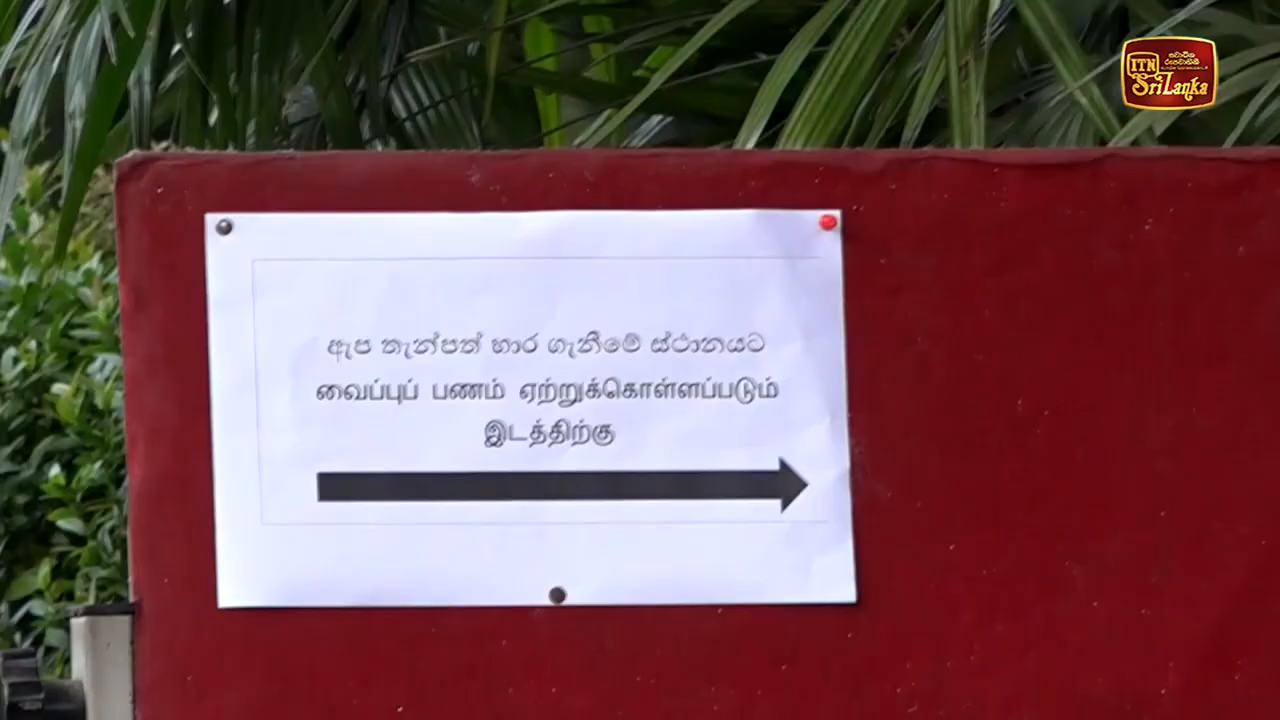 ITN
Sri Lanka
ඇප තැන්පත් භාර ගැනීමේ ස්ථානයට
வைப்புப் பணம் ஏற்றுக்கொள்ளப்படும்
இடத்திற்கு